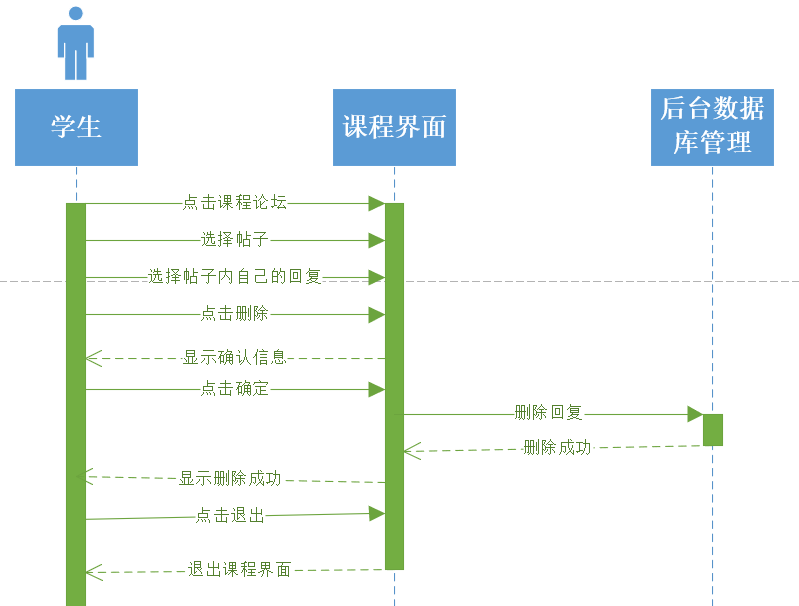 学生
课程界面
后台数据
库管理
点击课程论坛
选择帖子
选择帖子内自己的回复
点击删除
显示确认信息
点击确定
删除回复
删除成功
显示删除成功
点击退出
退出课程界面